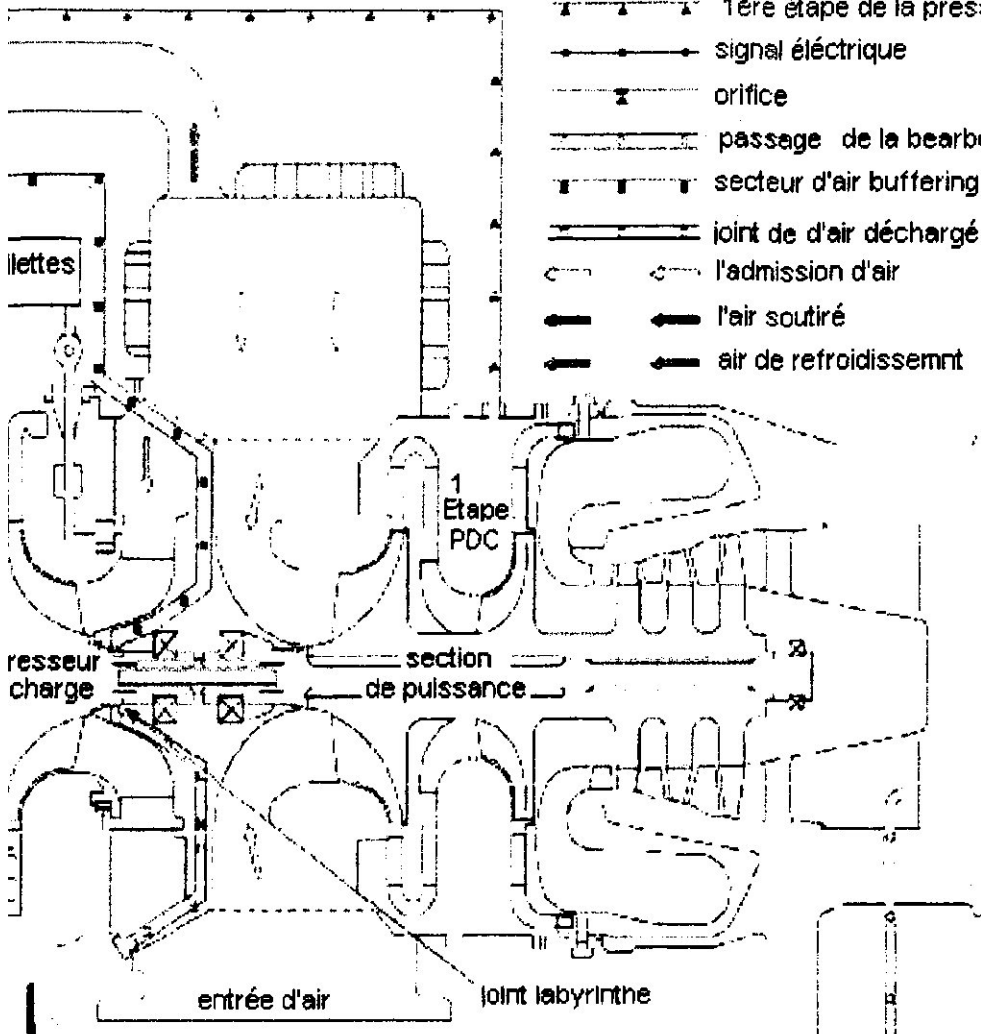 1ère étape de la press
signal éléctrique
orifice
passage de la bearb
secteur d'air buffering
joint de d'air déchargé
l'admission d'air
l'air soutiré
air de refroidissemnt
ilettes
1
Etape
PDC
resseur
charge
section
de puissance
entrée d'air
joint labyrinthe